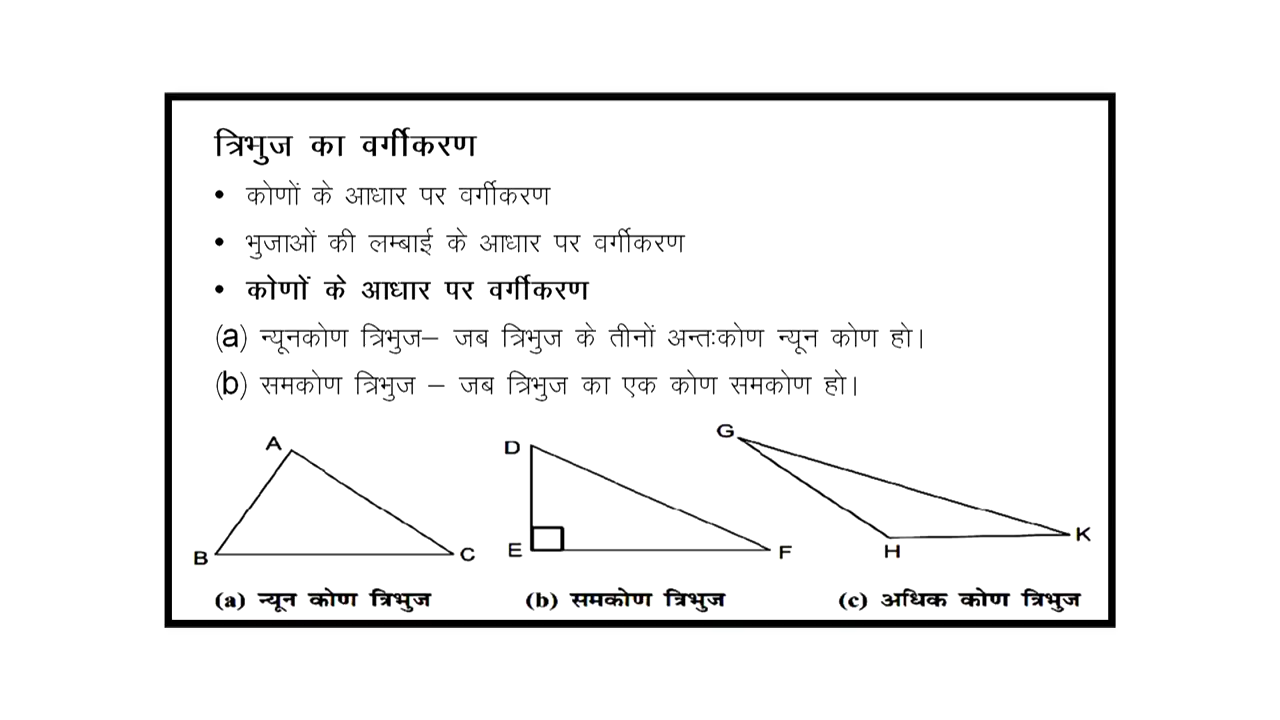 त्रिभुज का वर्गीकरण
• कोणों के आधार पर वर्गीकरण
• भुजाओं की लम्बाई के आधार पर वर्गीकरण
• कोणों के आधार पर वर्गीकरण
(a) न्यूनकोण त्रिभुज– जब त्रिभुज के तीनों अन्तःकोण न्यून कोण हो।
(b) समकोण त्रिभुज – जब त्रिभुज का एक कोण समकोण हो।
A
B
C
D
E
F
G
H
K
(a) न्यून कोण त्रिभुज
(b) समकोण त्रिभुज
(c) अधिक कोण त्रिभुज